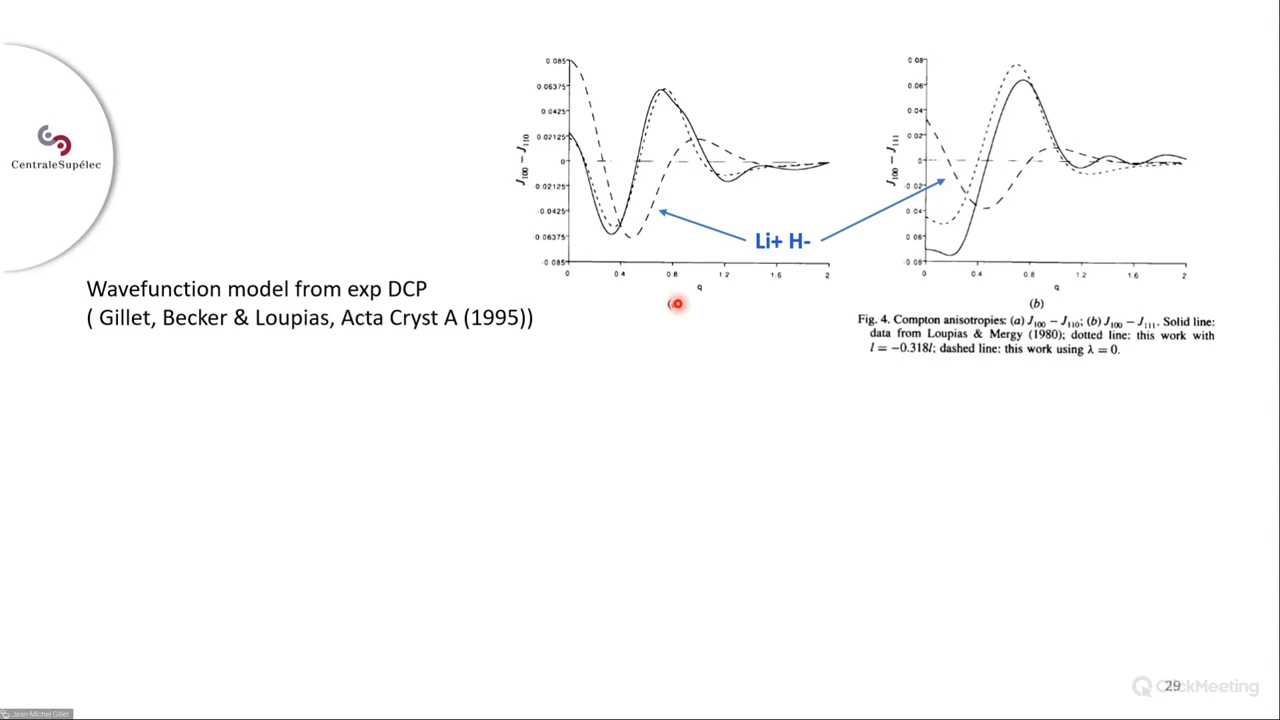 CentraleSupélec
Wavefunction model from exp DCP
( Gillet, Becker & Loupias, Acta Cryst A (1995))
J100 – J110
0.085
0.06375
0.0425
0.02125
0
0.02125
-0.0425
0.06375
-0 085
0
0.4
0.8
1.2
1.6
2
q
Li+ H-
J100 – J111
0 08
0.06
0.04
0 02
0
0.02
0 04
0 06
-0 08
0
0.4
0.8
1.2
1.6
2
q
(b)
Fig. 4. Compton anisotropies: (a) J100 – J110; (b) J100 – J111. Solid line:
data from Loupias & Mergy (1980); dotted line: this work with
l = –0.318l; dashed line: this work using λ = 0.
29
ClickMeeting
Jean-Michel Gillet